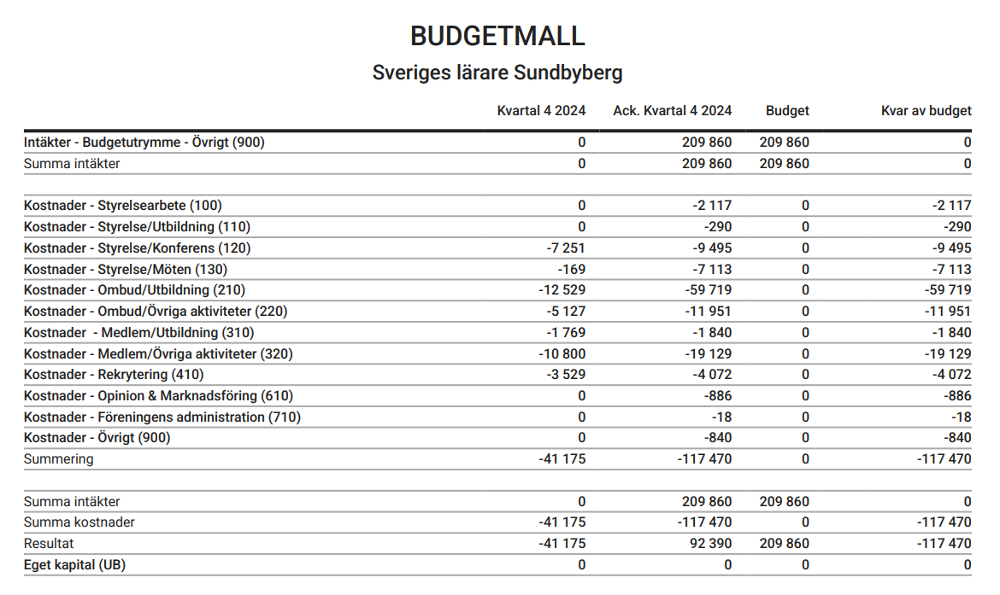 BUDGETMALL
Sveriges lärare Sundbyberg
Kvartal 4 2024 Ack. Kvartal 4 2024 Budget Kvar av budget
Intäkter - Budgetutrymme - Övrigt (900) 0 209 860 209 860 0
Summa intäkter 0 209 860 209 860 0
Kostnader - Styrelsearbete (100) 0 -2 117 0 -2 117
Kostnader - Styrelse/Utbildning (110) 0 -290 0 -290
Kostnader - Styrelse/Konferens (120) -7 251 -9 495 0 -9 495
Kostnader - Styrelse/Möten (130) -169 -7 113 0 -7 113
Kostnader - Ombud/Utbildning (210) -12 529 -59 719 0 -59 719
Kostnader - Ombud/Övriga aktiviteter (220) -5 127 -11 951 0 -11 951
Kostnader - Medlem/Utbildning (310) -1 769 -1 840 0 -1 840
Kostnader - Medlem/Övriga aktiviteter (320) -10 800 -19 129 0 -19 129
Kostnader - Rekrytering (410) -3 529 -4 072 0 -4 072
Kostnader - Opinion & Marknadsföring (610) 0 -886 0 -886
Kostnader - Föreningens administration (710) 0 -18 0 -18
Kostnader - Övrigt (900) 0 -840 0 -840
Summering -41 175 -117 470 0 -117 470
Summa intäkter 0 209 860 209 860 0
Summa kostnader -41 175 -117 470 0 -117 470
Resultat -41 175 92 390 209 860 -117 470
Eget kapital (UB) 0 0 0 0